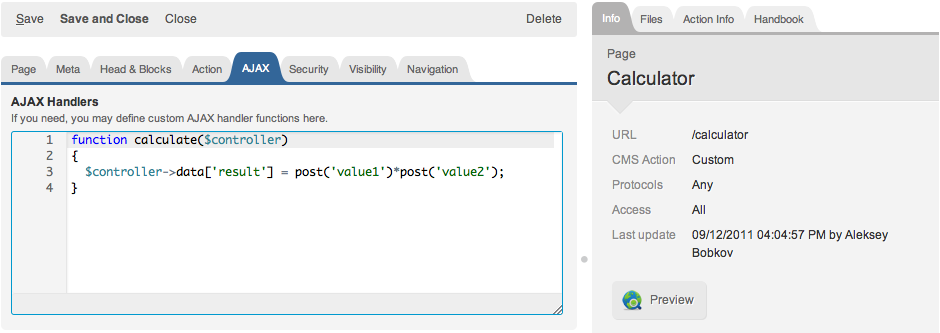 Save Save and Close Close Delete
Page Meta Head & Blocks Action AJAX Security Visibility Navigation
AJAX Handlers
If you need, you may define custom AJAX handler functions here.
1 function calculate($controller)
2 {
3 $controller->data['result'] = post('value1')*post('value2');
4 }
Info Files Action Info Handbook
Page
Calculator
URL /calculator
CMS Action Custom
Protocols Any
Access All
Last update 09/12/2011 04:04:57 PM by Aleksey
Bobkov
Preview